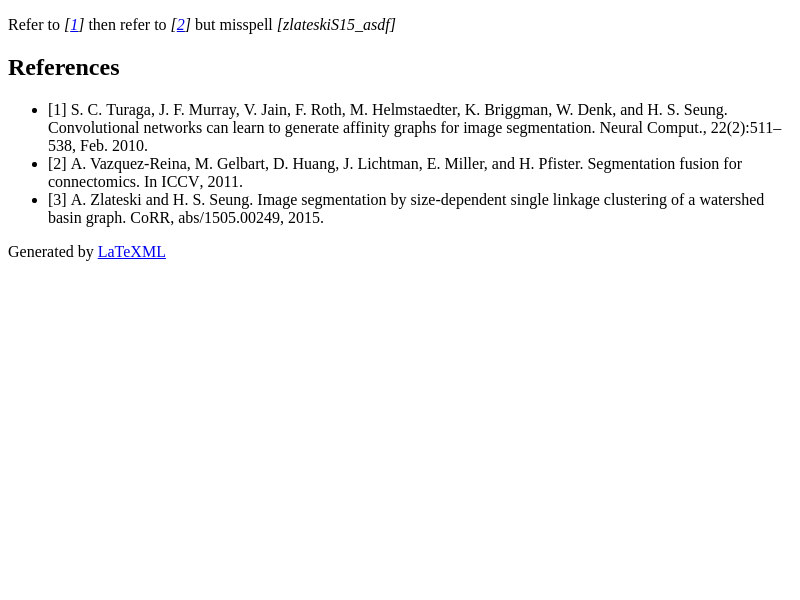 Refer to [1] then refer to [2] but misspell [zlateskiS15_asdf]
References
[1] S. C. Turaga, J. F. Murray, V. Jain, F. Roth, M. Helmstaedter, K. Briggman, W. Denk, and H. S. Seung.
Convolutional networks can learn to generate affinity graphs for image segmentation. Neural Comput., 22(2):511–
538, Feb. 2010.
[2] A. Vazquez-Reina, M. Gelbart, D. Huang, J. Lichtman, E. Miller, and H. Pfister. Segmentation fusion for
connectomics. In ICCV, 2011.
[3] A. Zlateski and H. S. Seung. Image segmentation by size-dependent single linkage clustering of a watershed
basin graph. CoRR, abs/1505.00249, 2015.
Generated by LaTeXML